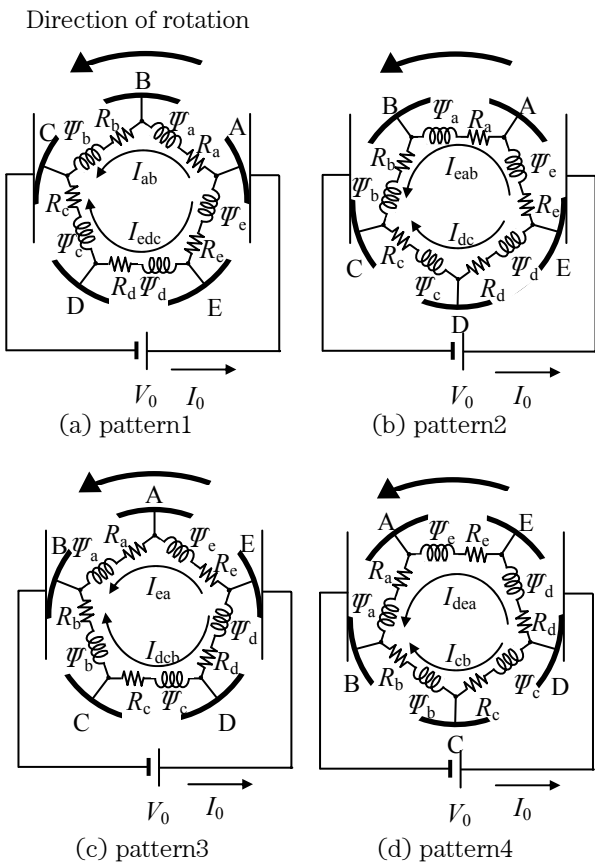 Direction of rotation
B
C Ψb Rb Ψa Ra A
Iab
Rc Iedc Ψe
Ψc Re
D Rd Ψd E
V0 I0
(a) pattern1
B Ψa Ra A
Rb Ieab Ψe
Ψb Re
C Rc Idc Ψd E
Ψc Rd
D
V0 I0
(b) pattern2
A
B Ψa Ra Ψe Re E
Iea
Rb Idcb Ψd
Ψb Rd
C Rc Ψc D
V0 I0
(c) pattern3
A Ψe Re E
Ra Idea Ψd
Ψa Rd
B Rb Icb Ψc D
Ψb Rc
C
V0 I0
(d) pattern4